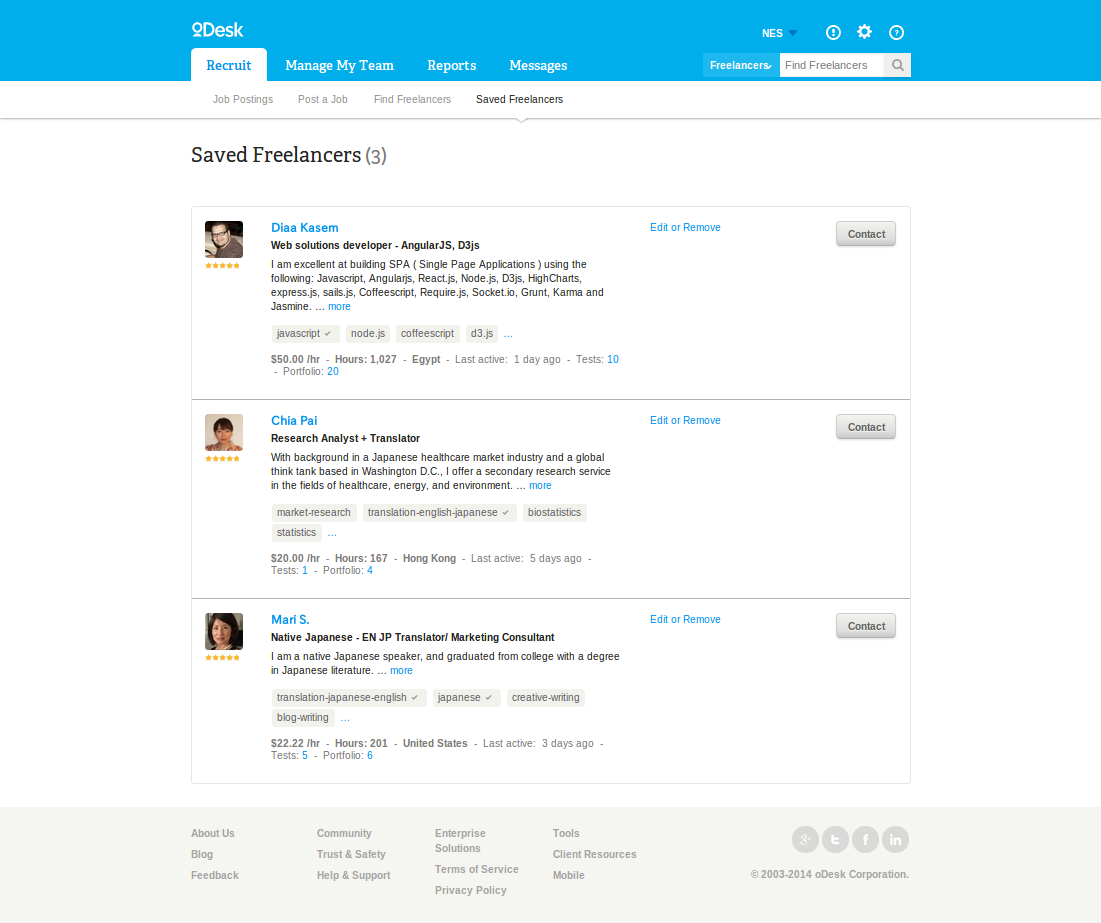 oDesk
NES
Recruit
Manage My Team
Reports
Messages
Freelancers
Find Freelancers
Job Postings
Post a Job
Find Freelancers
Saved Freelancers
Saved Freelancers (3)
Diaa Kasem
Edit or Remove
Contact
Web solutions developer - AngularJS, D3js
I am excellent at building SPA ( Single Page Applications ) using the
following: Javascript, Angularjs, React.js, Node.js, D3js, HighCharts,
express.js, sails.js, Coffeescript, Require.js, Socket.io, Grunt, Karma and
Jasmine. ... more
javascript
node.js
coffeescript
d3.js
...
$50.00 /hr - Hours: 1,027 - Egypt - Last active: 1 day ago - Tests: 10
- Portfolio: 20
Chia Pai
Edit or Remove
Contact
Research Analyst + Translator
With background in a Japanese healthcare market industry and a global
think tank based in Washington D.C., I offer a secondary research service
in the fields of healthcare, energy, and environment. ... more
market-research
translation-english-japanese
biostatistics
statistics
...
$20.00 /hr - Hours: 167 - Hong Kong - Last active: 5 days ago -
Tests: 1 - Portfolio: 4
Mari S.
Edit or Remove
Contact
Native Japanese - EN JP Translator/ Marketing Consultant
I am a native Japanese speaker, and graduated from college with a degree
in Japanese literature. ... more
translation-japanese-english
japanese
creative-writing
blog-writing
...
$22.22 /hr - Hours: 201 - United States - Last active: 3 days ago -
Tests: 5 - Portfolio: 6
About Us
Blog
Feedback
Community
Trust & Safety
Help & Support
Enterprise
Solutions
Terms of Service
Privacy Policy
Tools
Client Resources
Mobile
© 2003-2014 oDesk Corporation.